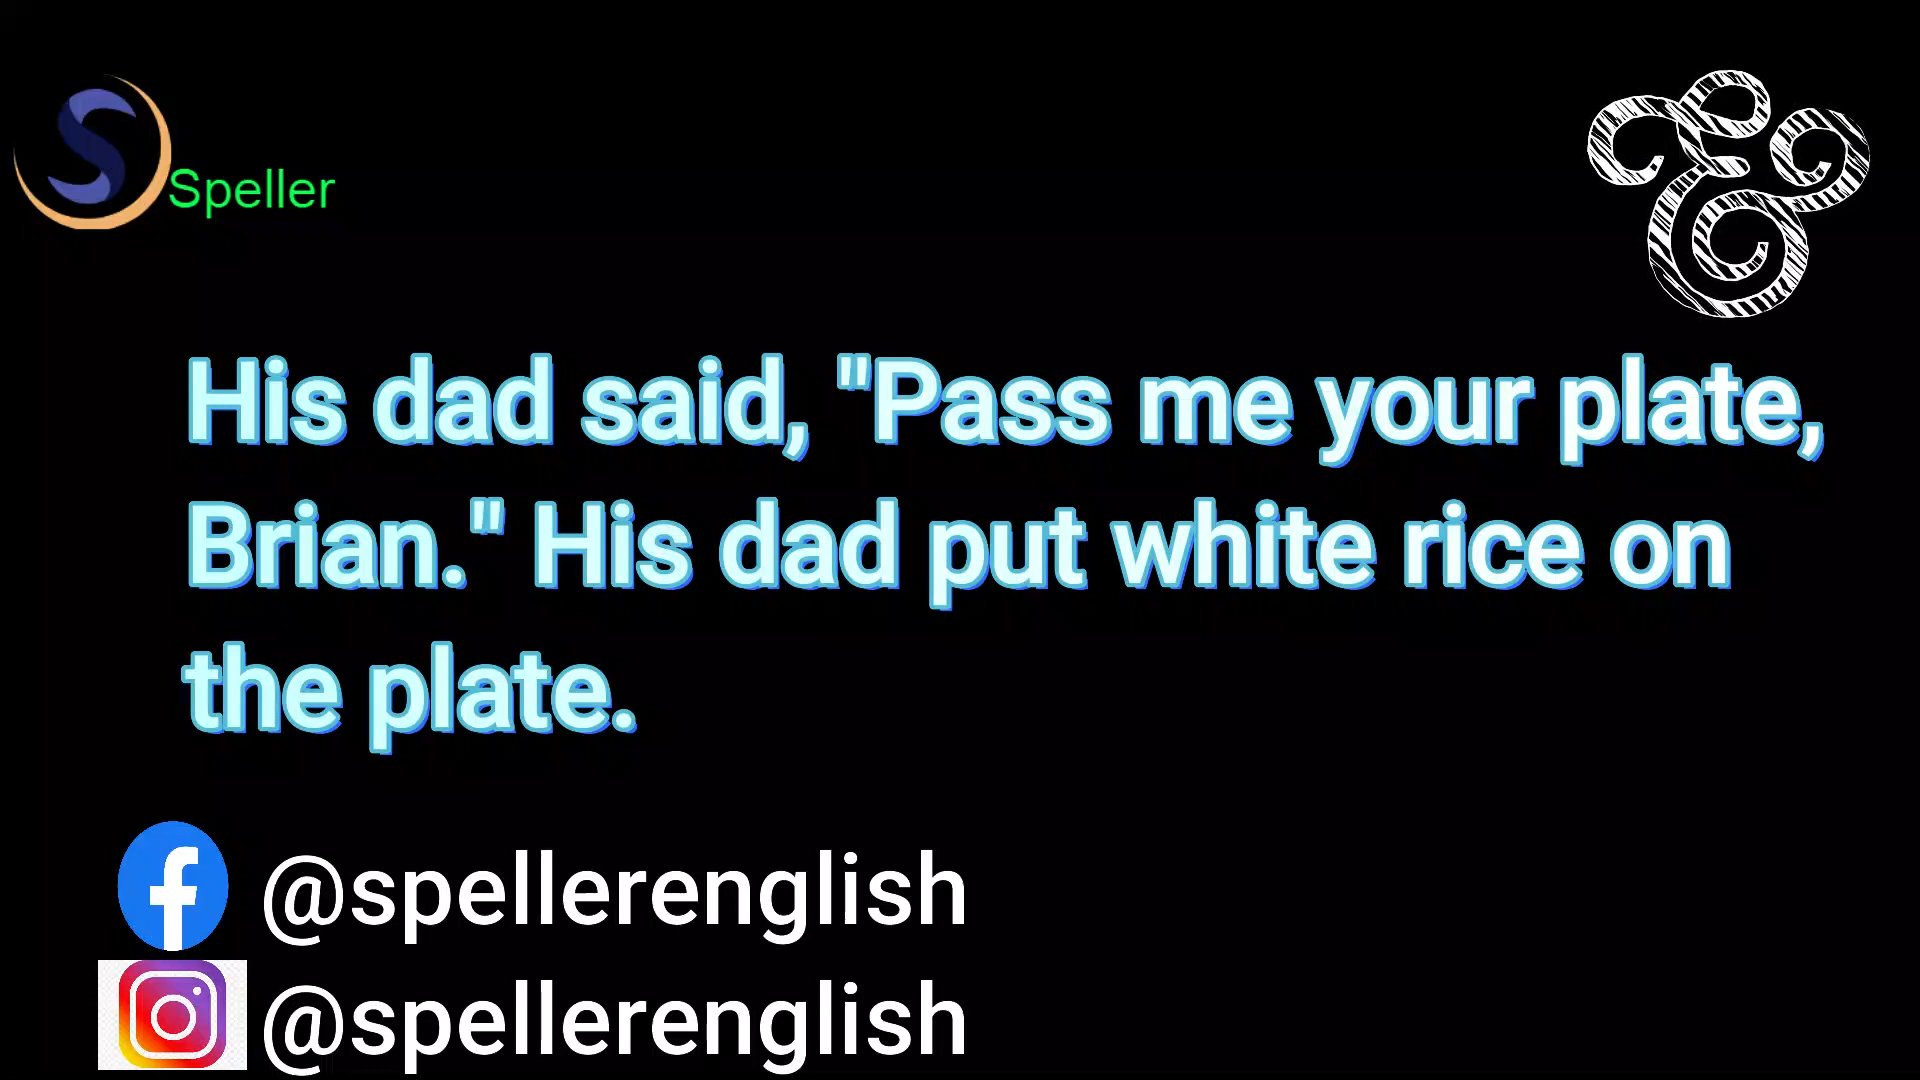 Speller
&
His dad said, "Pass me your plate,
Brian." His dad put white rice on
the plate.
@spellerenglish
@spellerenglish